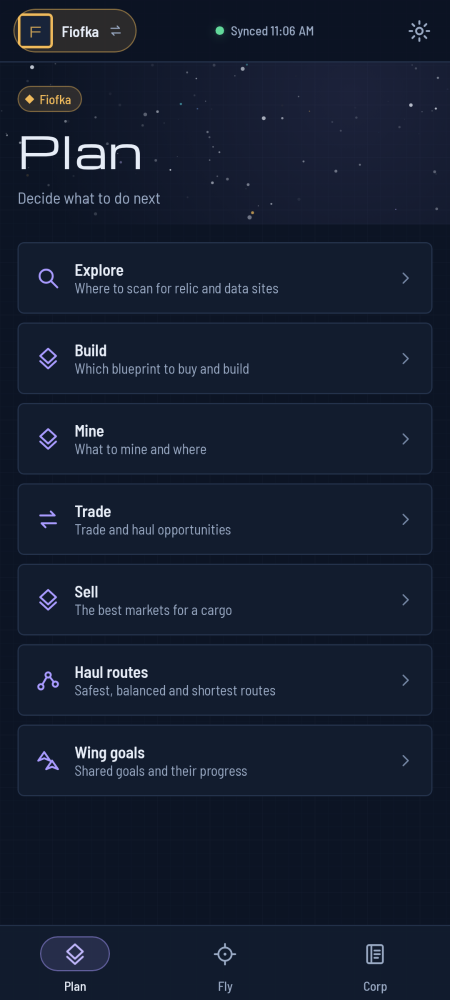 F Fiofka Synced 11:06 AM
Fiofka
Plan
Decide what to do next
Explore
Where to scan for relic and data sites
Build
Which blueprint to buy and build
Mine
What to mine and where
Trade
Trade and haul opportunities
Sell
The best markets for a cargo
Haul routes
Safest, balanced and shortest routes
Wing goals
Shared goals and their progress
Plan Fly Corp